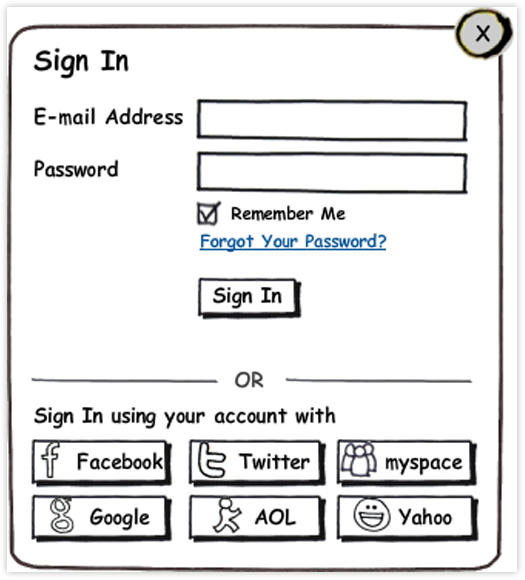 X
Sign In
E-mail Address
Password
Remember Me
Forgot Your Password?
Sign In
OR
Sign In using your account with
Facebook Twitter myspace
Google AOL Yahoo